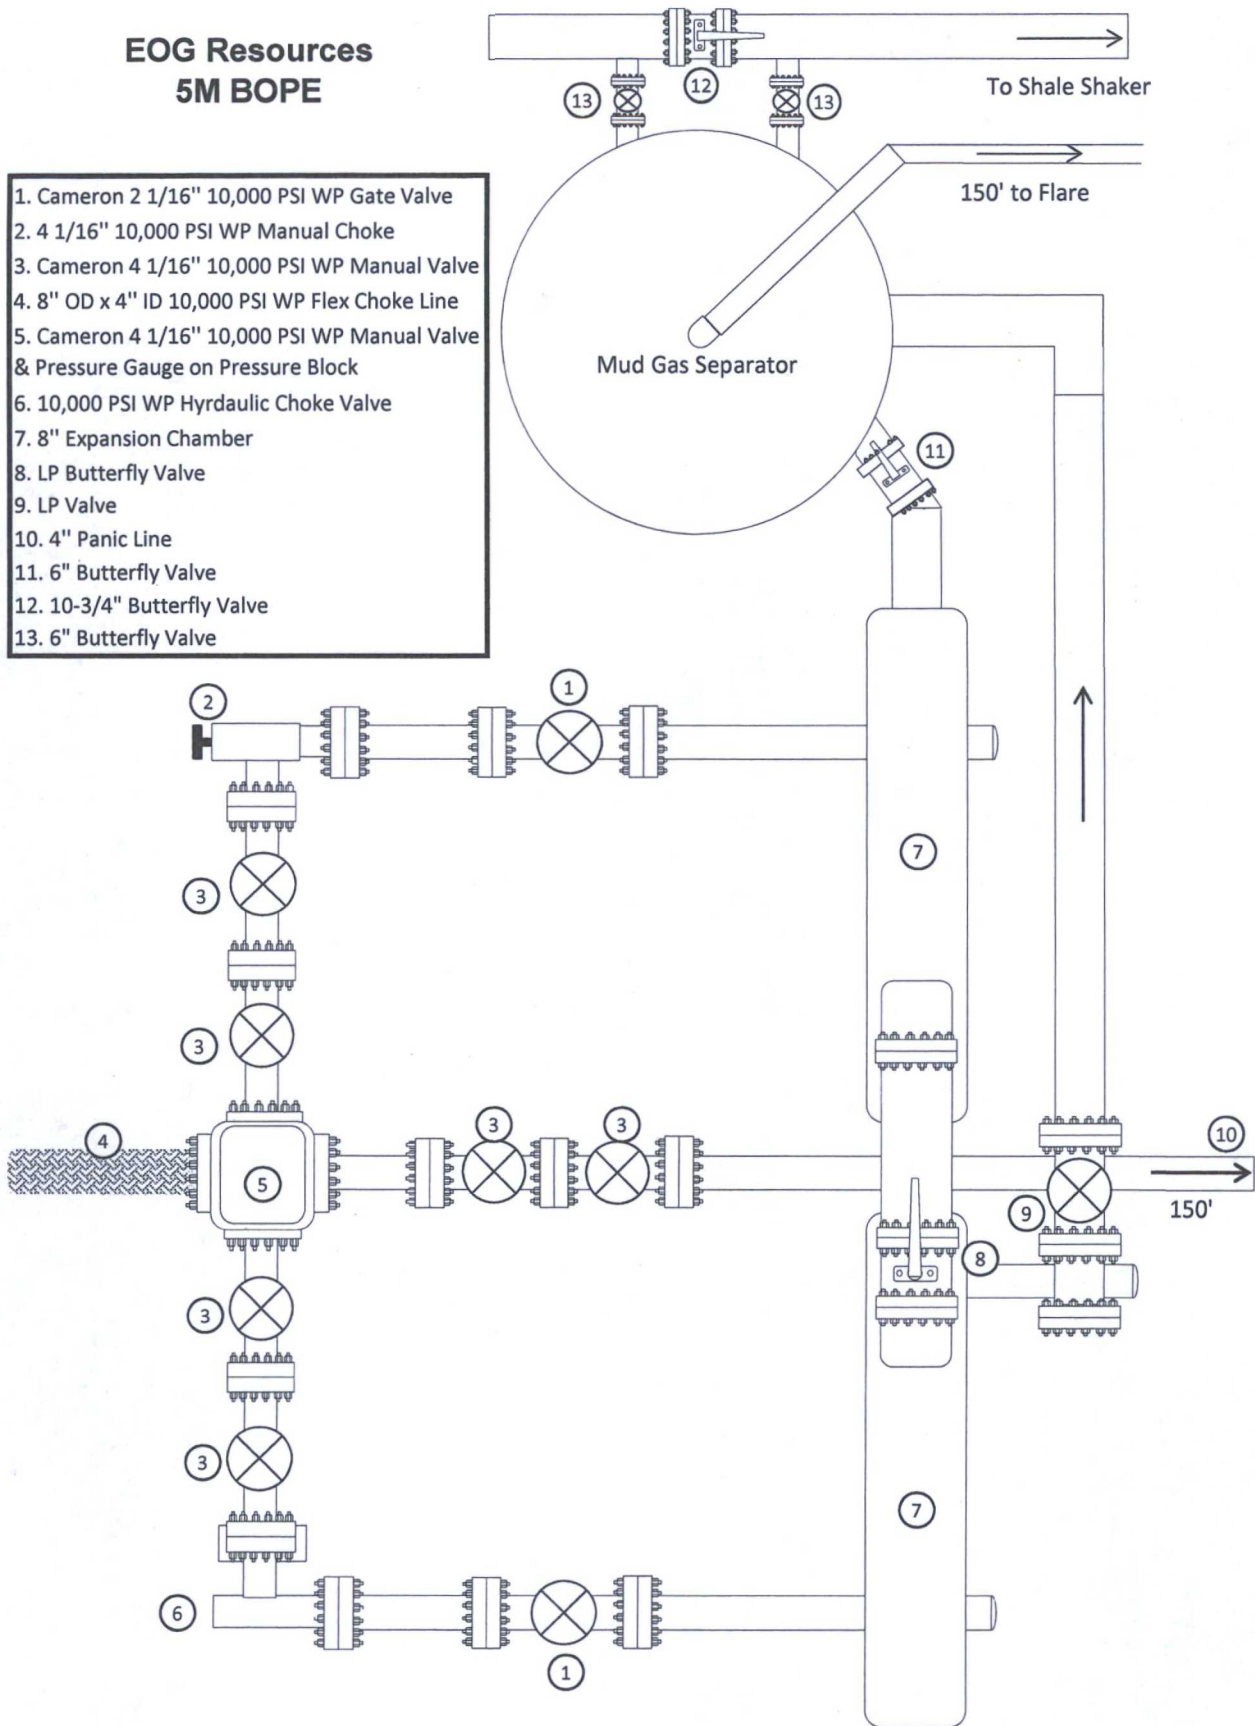 EOG Resources
5M BOPE
1. Cameron 2 1/16" 10,000 PSI WP Gate Valve
2. 4 1/16" 10,000 PSI WP Manual Choke
3. Cameron 4 1/16" 10,000 PSI WP Manual Valve
4. 8" OD x 4" ID 10,000 PSI WP Flex Choke Line
5. Cameron 4 1/16" 10,000 PSI WP Manual Valve
& Pressure Gauge on Pressure Block
6. 10,000 PSI WP Hyrdaulic Choke Valve
7. 8" Expansion Chamber
8. LP Butterfly Valve
9. LP Valve
10. 4" Panic Line
11. 6" Butterfly Valve
12. 10-3/4" Butterfly Valve
13. 6" Butterfly Valve
To Shale Shaker
12
13
13
150' to Flare
Mud Gas Separator
11
1
2
7
3
3
3
3
4
5
10
150'
9
8
3
3
7
6
1